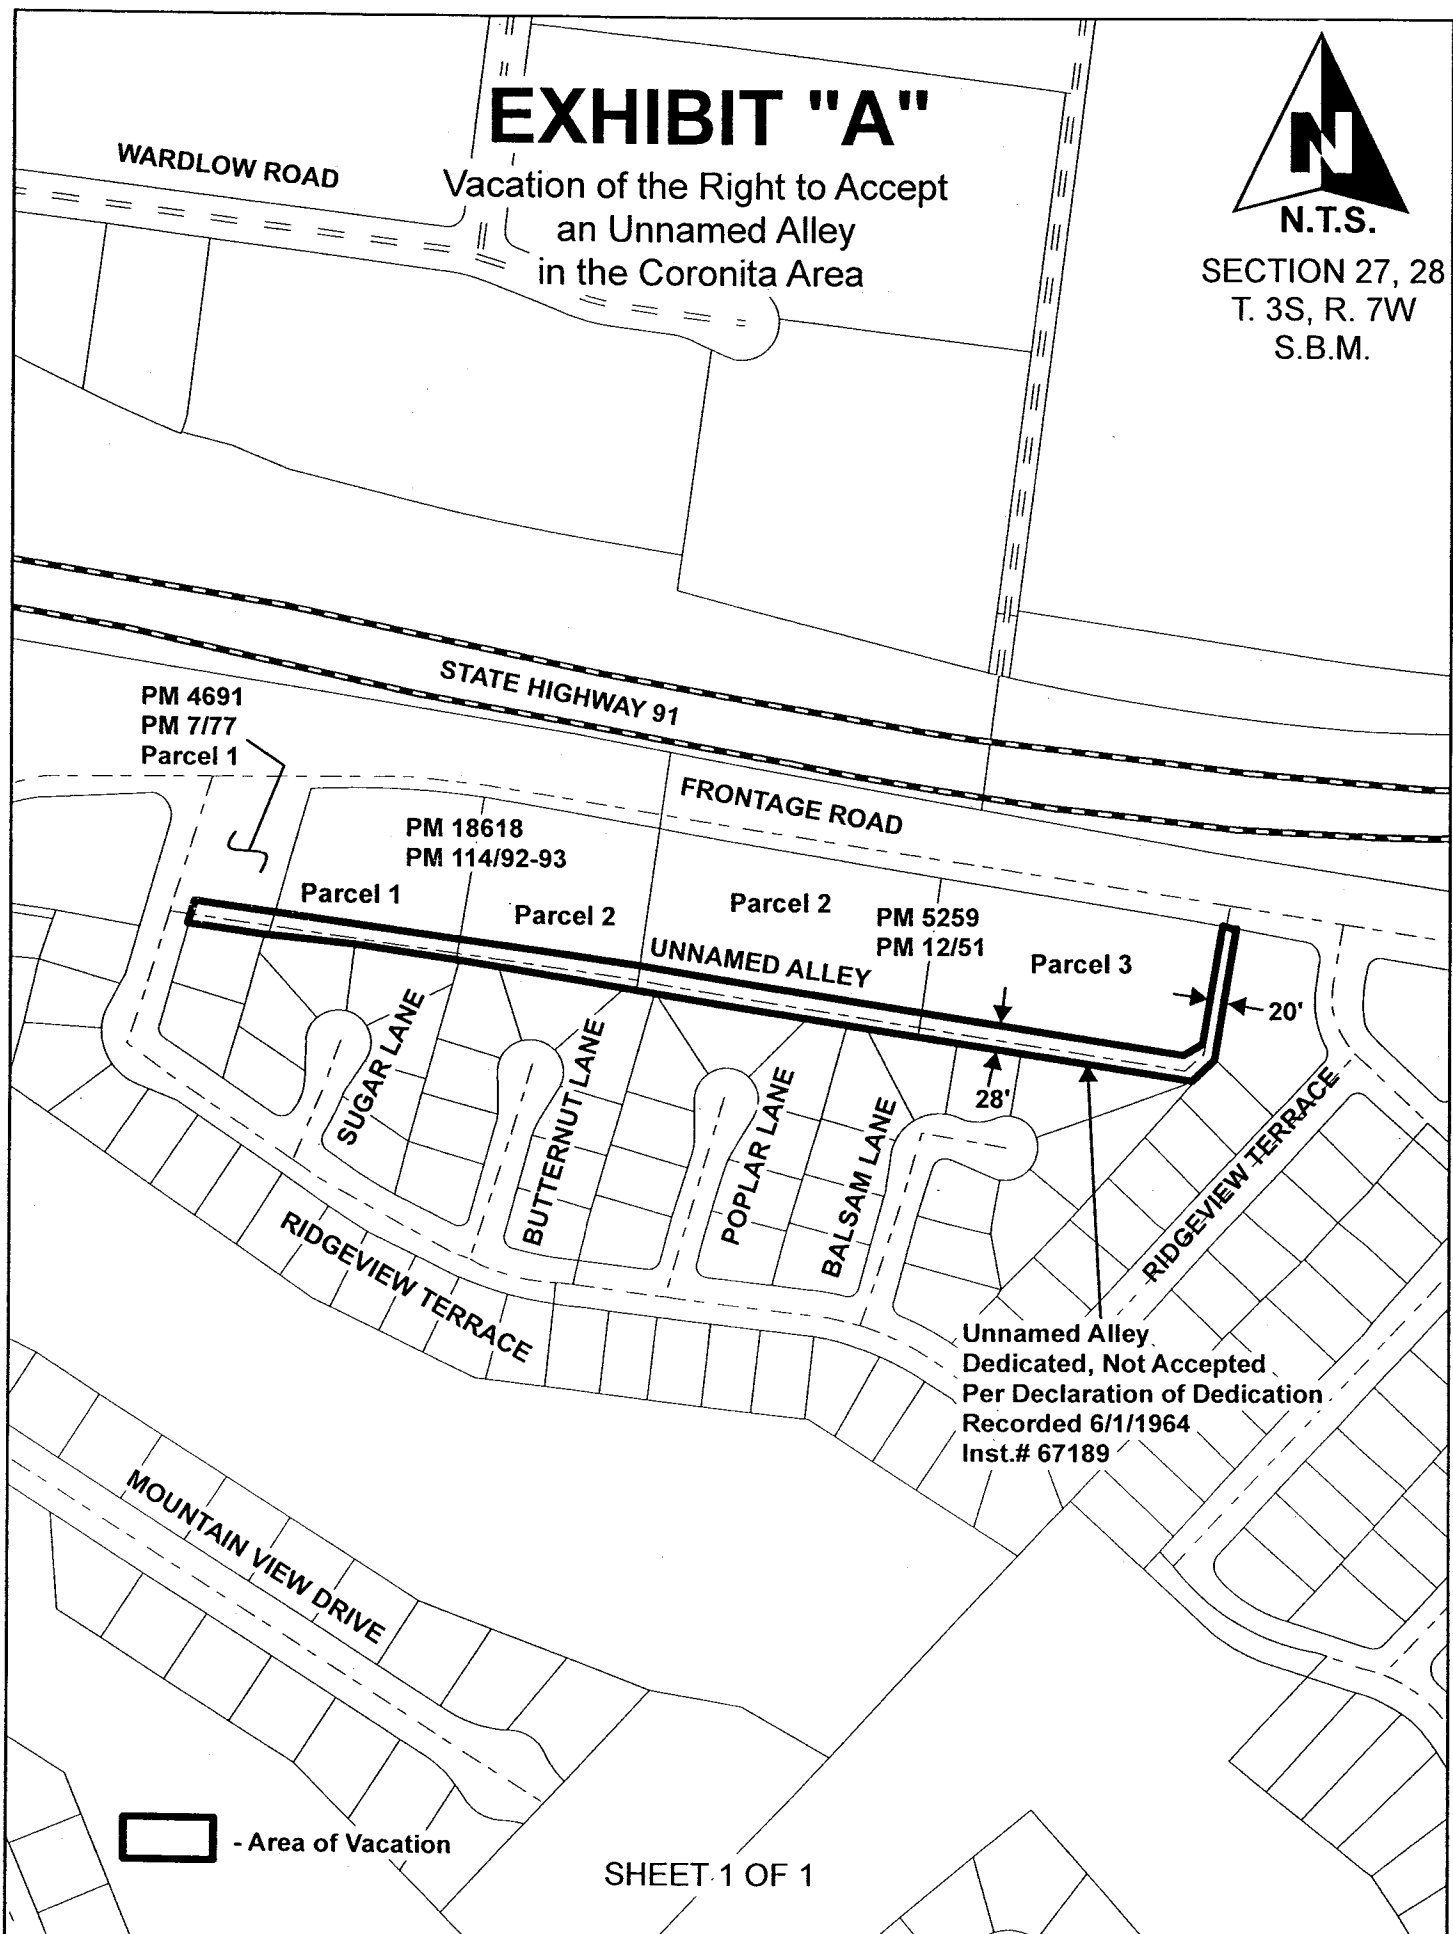 EXHIBIT "A"
Vacation of the Right to Accept
an Unnamed Alley
in the Coronita Area
N
N.T.S.
SECTION 27, 28
T. 3S, R. 7W
S.B.M.
WARDLOW ROAD
STATE HIGHWAY 91
PM 4691
PM 7/77
Parcel 1
FRONTAGE ROAD
PM 18618
PM 114/92-93
Parcel 1
Parcel 2
Parcel 2
PM 5259
PM 12/51
Parcel 3
UNNAMED ALLEY
20'
28'
SUGAR LANE
BUTTERNUT LANE
POPLAR LANE
BALSAM LANE
RIDGEVIEW TERRACE
RIDGEVIEW TERRACE
Unnamed Alley
Dedicated, Not Accepted
Per Declaration of Dedication
Recorded 6/1/1964
Inst.# 67189
MOUNTAIN VIEW DRIVE
- Area of Vacation
SHEET 1 OF 1